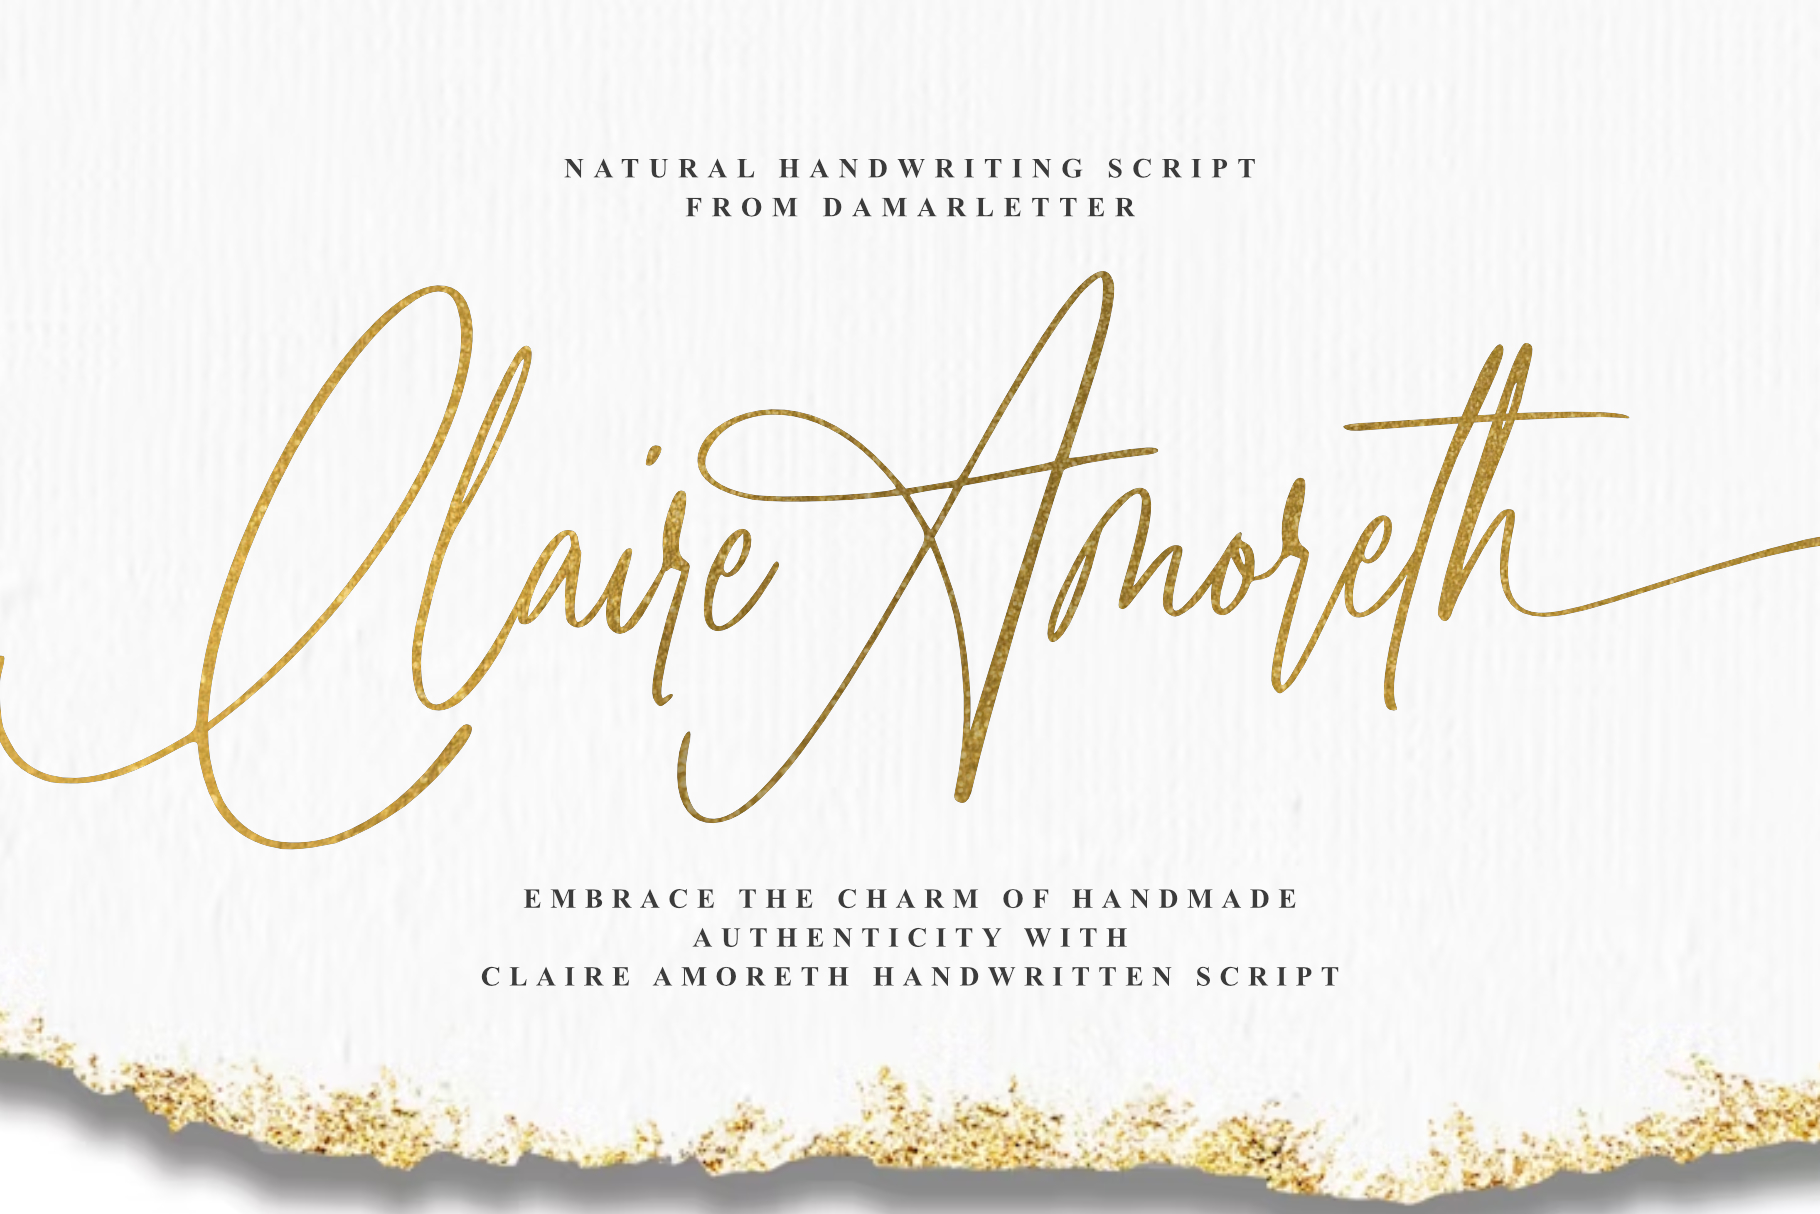 NATURAL HANDWRITING SCRIPT
FROM DAMARLETTER
Claire Amoreth
EMBRACE THE CHARM OF HANDMADE
AUTHENTICITY WITH
CLAIRE AMORETH HANDWRITTEN SCRIPT